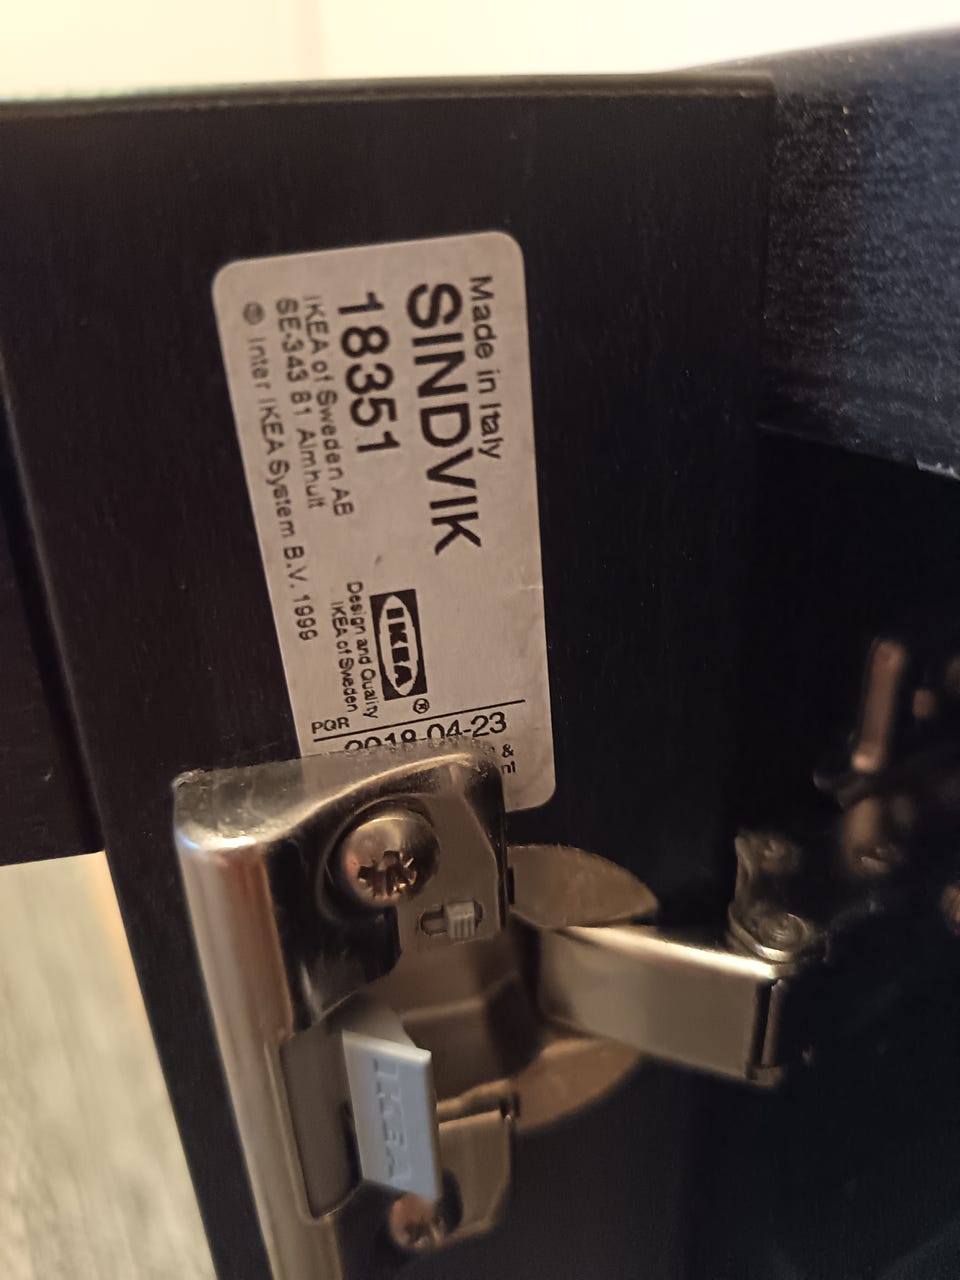 Made in Italy
SINDVIK
18351
IKEA of Sweden AB
SE-343 81 Almhult
© Inter IKEA System B.V. 1999
IKEA®
Design and Quality
IKEA of Sweden
PQR
2018-04-23
&
IKEA